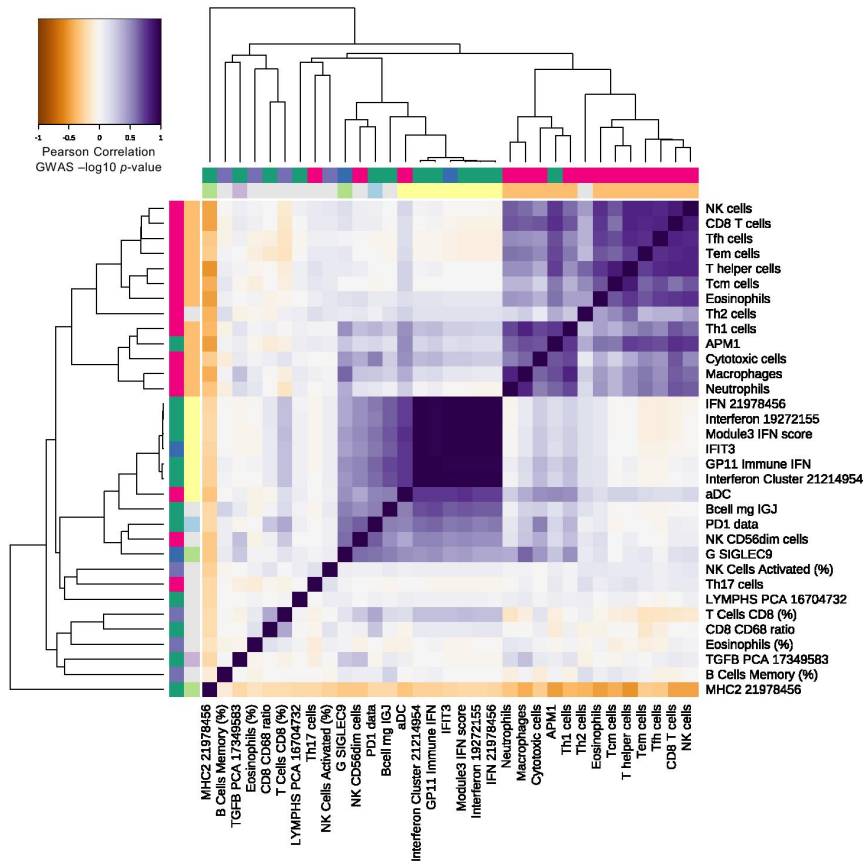 -1 -0.5 0 0.5 1
Pearson Correlation
GWAS –log10 p-value
NK cells
CD8 T cells
Tfh cells
Tem cells
T helper cells
Tcm cells
Eosinophils
Th2 cells
Th1 cells
APM1
Cytotoxic cells
Macrophages
Neutrophils
IFN 21978456
Interferon 19272155
Module3 IFN score
IFIT3
GP11 Immune IFN
Interferon Cluster 21214954
aDC
Bcell mg IGJ
PD1 data
NK CD56dim cells
G SIGLEC9
NK Cells Activated (%)
Th17 cells
LYMPHS PCA 16704732
T Cells CD8 (%)
CD8 CD68 ratio
Eosinophils (%)
TGFB PCA 17349583
B Cells Memory (%)
MHC2 21978456
MHC2 21978456
B Cells Memory (%)
TGFB PCA 17349583
Eosinophils (%)
CD8 CD68 ratio
T Cells CD8 (%)
LYMPHS PCA 16704732
Th17 cells
NK Cells Activated (%)
G SIGLEC9
NK CD56dim cells
PD1 data
Bcell mg IGJ
aDC
Interferon Cluster 21214954
GP11 Immune IFN
IFIT3
Module3 IFN score
Interferon 19272155
IFN 21978456
Neutrophils
Macrophages
Cytotoxic cells
APM1
Th1 cells
Th2 cells
Eosinophils
Tcm cells
T helper cells
Tem cells
Tfh cells
CD8 T cells
NK cells